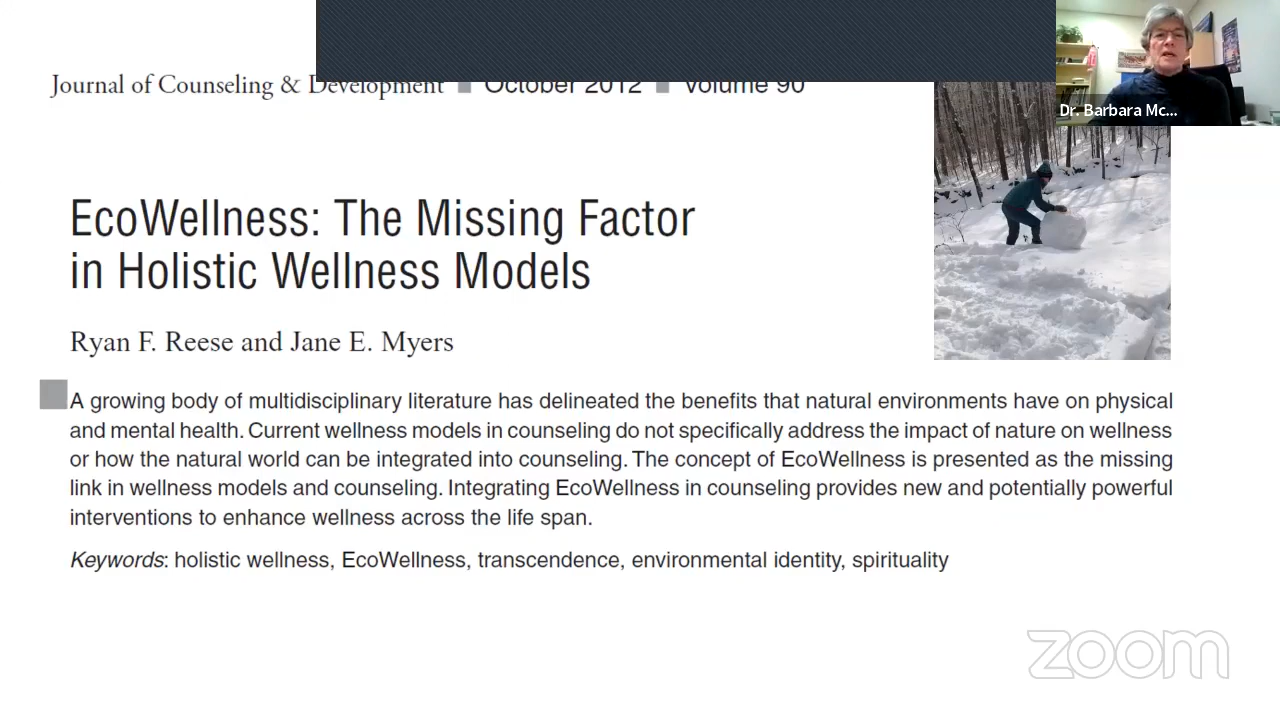 Dr. Barbara Mc...
Journal of Counseling & Development ■ October 2012 ■ Volume 90
EcoWellness: The Missing Factor
in Holistic Wellness Models
Ryan F. Reese and Jane E. Myers
A growing body of multidisciplinary literature has delineated the benefits that natural environments have on physical
and mental health. Current wellness models in counseling do not specifically address the impact of nature on wellness
or how the natural world can be integrated into counseling. The concept of EcoWellness is presented as the missing
link in wellness models and counseling. Integrating EcoWellness in counseling provides new and potentially powerful
interventions to enhance wellness across the life span.
Keywords: holistic wellness, EcoWellness, transcendence, environmental identity, spirituality
zoom